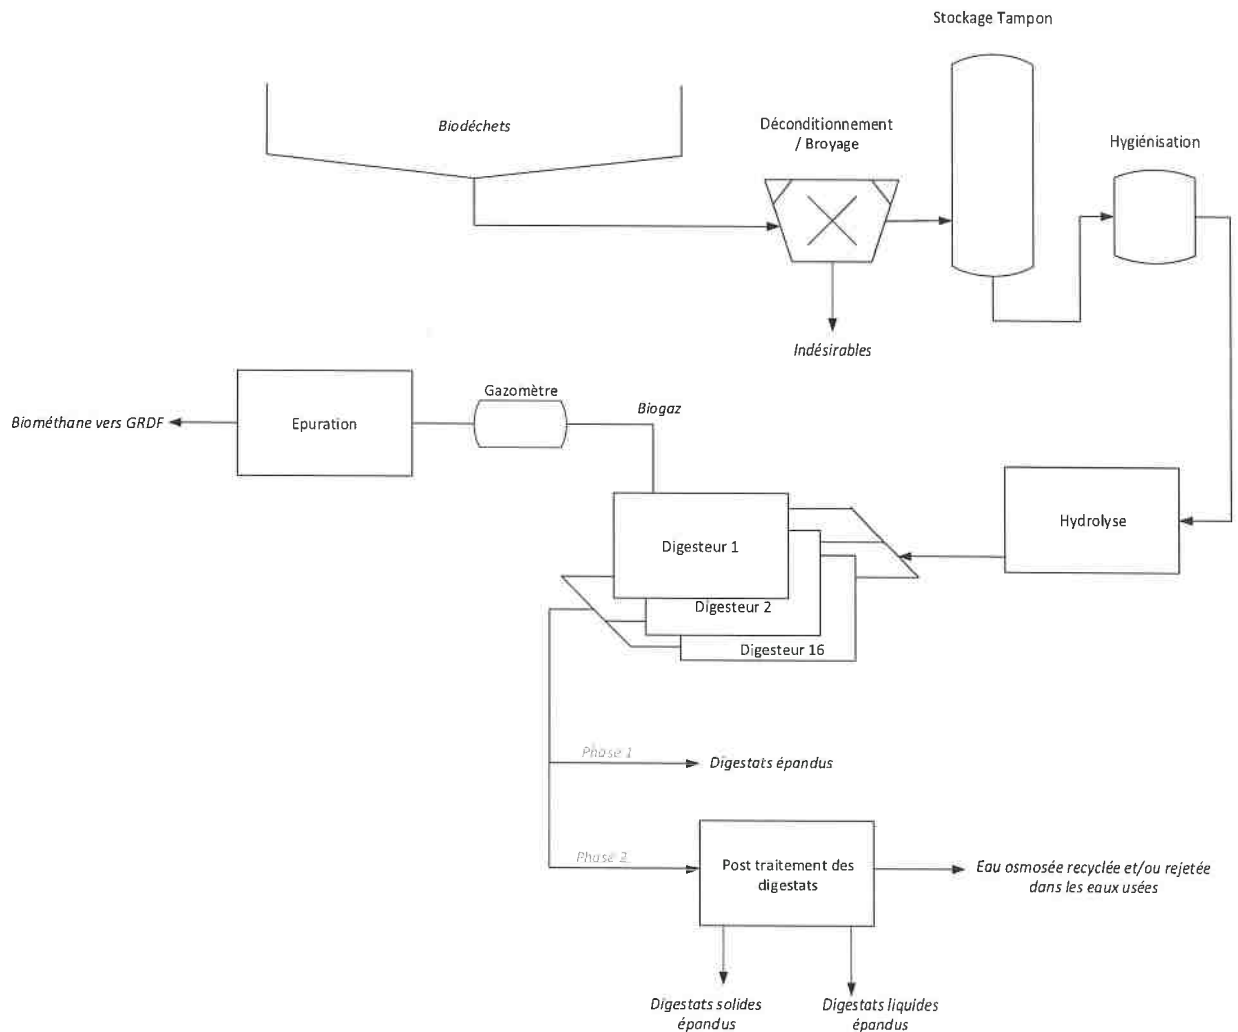 Stockage Tampon
Biodéchets
Déconditionnement
/ Broyage
Hygiénisation
Indésirables
Gazomètre
Biogaz
Biométhane vers GRDF
Epuration
Hydrolyse
Digesteur 1
Digesteur 2
Digesteur 16
Phase 1
Digestats épandus
Phase 2
Post traitement des
digestats
Eau osmosée recyclée et/ou rejetée
dans les eaux usées
Digestats solides
épandus
Digestats liquides
épandus